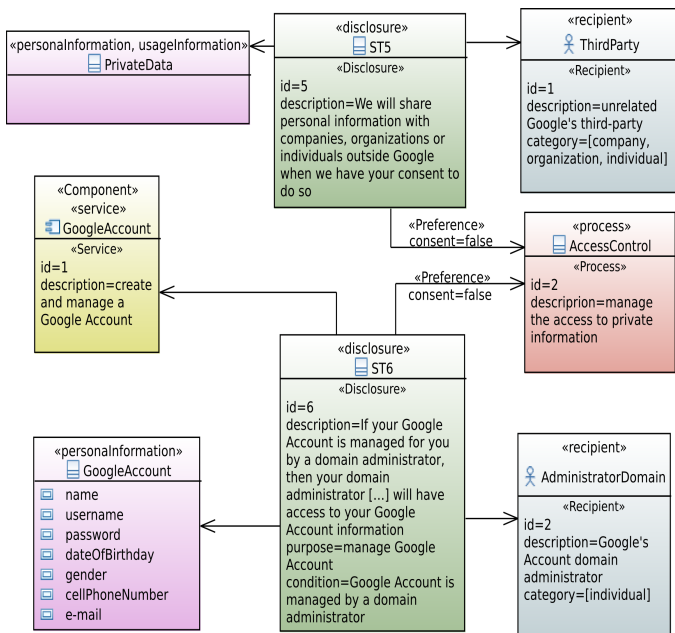 «personalnformation, usageInformation»
PrivateData
«disclosure»
ST5
«Disclosure»
id=5
description=We will share
personal information with
companies, organizations or
individuals outside Google
when we have your consent to
do so
«recipient»
ThirdParty
«Recipient»
id=1
description=unrelated
Google's third-party
category=[company,
organization, individual]
«Component»
«service»
GoogleAccount
«Service»
id=1
description=create
and manage a
Google Account
«Preference»
consent=false
«Preference»
consent=false
«process»
AccessControl
«Process»
id=2
descriprion=manage
the access to private
information
«disclosure»
ST6
«Disclosure»
id=6
description=If your Google
Account is managed for you
by a domain administrator,
then your domain
administrator [...] will have
access to your Google
Account information
purpose=manage Google
Account
condition=Google Account is
managed by a domain
administrator
«personalInformation»
GoogleAccount
name
username
password
dateOfBirthday
gender
cellPhoneNumber
e-mail
«recipient»
AdministratorDomain
«Recipient»
id=2
description=Google's
Account domain
administrator
category=[individual]